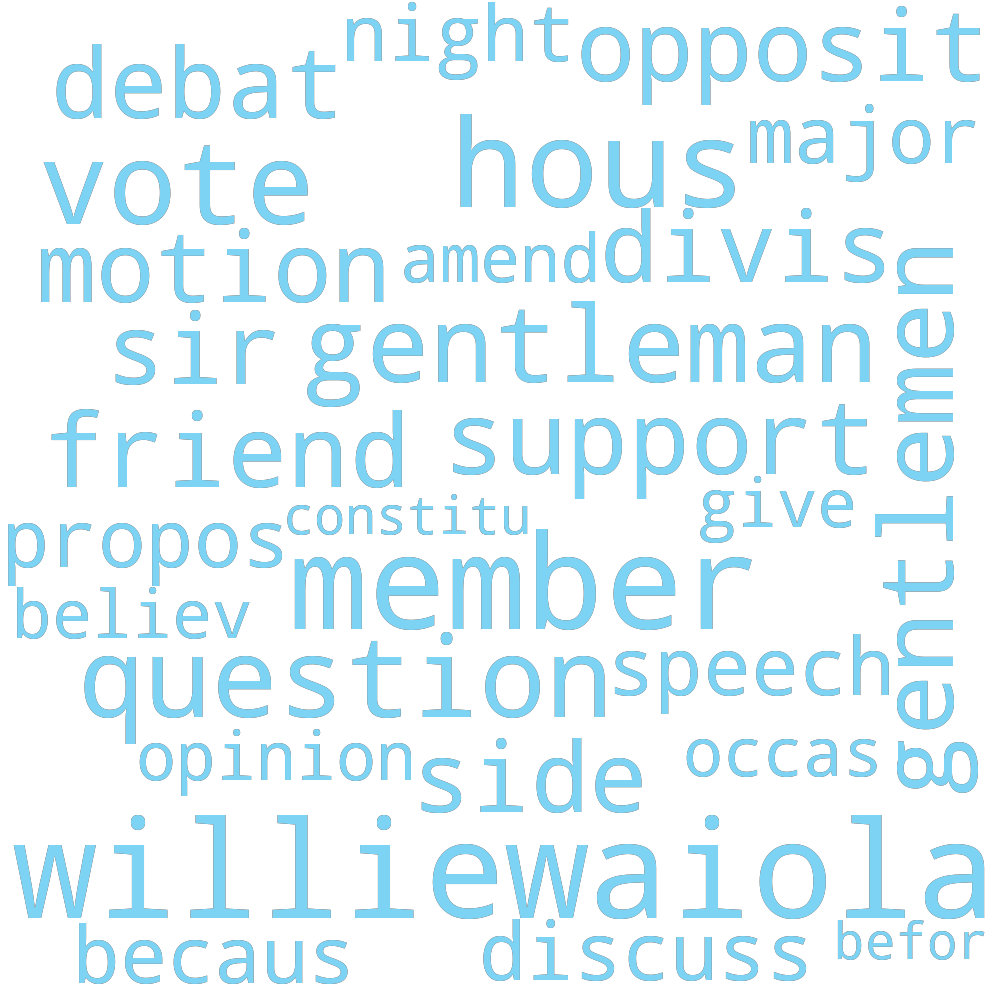 night opposit
debat
hous major
vote
motion amend divis
sir gentleman
gentlemen
friend support
give
propos constitu
member
believ
question speech
opinion side occas
williewaiola
becaus discuss befor